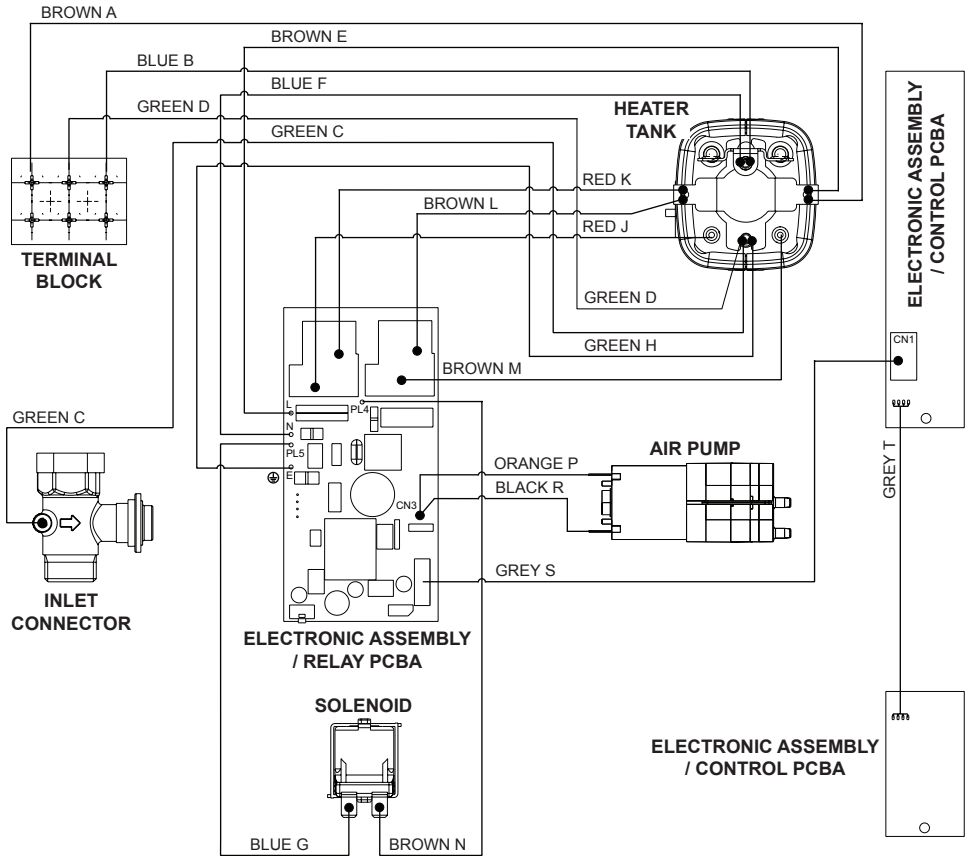 BROWN A
BROWN E
BLUE B
BLUE F
GREEN D
GREEN C
HEATER
TANK
RED K
BROWN L
RED J
TERMINAL
BLOCK
GREEN D
GREEN H
BROWN M
ELECTRONIC ASSEMBLY
/ CONTROL PCBA
CN1
GREY T
GREEN C
L
PL4
N
PL5
E
CN3
ORANGE P
BLACK R
AIR PUMP
GREY S
INLET
CONNECTOR
ELECTRONIC ASSEMBLY
/ RELAY PCBA
SOLENOID
BLUE G
BROWN N
ELECTRONIC ASSEMBLY
/ CONTROL PCBA